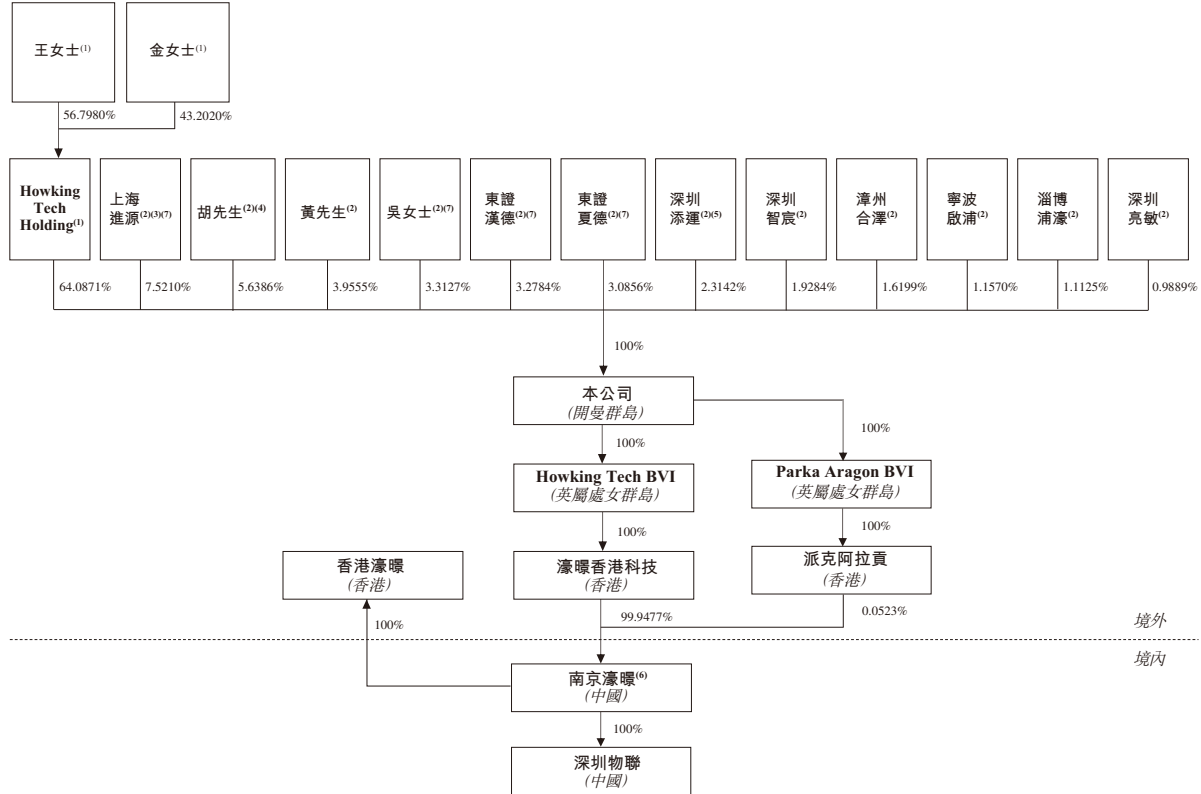 王女士(1)
金女士(1)
56.7980%
43.2020%
Howking
Tech
Holding(1)
上海
進源(2)(3)(7)
胡先生(2)(4)
黃先生(2)
吳女士(2)(7)
東證
漢德(2)(7)
東證
夏德(2)(7)
深圳
添運(2)(5)
深圳
智宸(2)
漳州
合澤(2)
寧波
啟浦(2)
淄博
浦濠(2)
深圳
亮敏(2)
64.0871%
7.5210%
5.6386%
3.9555%
3.3127%
3.2784%
3.0856%
2.3142%
1.9284%
1.6199%
1.1570%
1.1125%
0.9889%
100%
本公司
(開曼群島)
100%
100%
Howking Tech BVI
(英屬處女群島)
Parka Aragon BVI
(英屬處女群島)
100%
100%
香港濠暻
(香港)
濠暻香港科技
(香港)
派克阿拉貢
(香港)
100%
99.9477%
0.0523%
境外
境內
南京濠暻(6)
(中國)
100%
深圳物聯
(中國)